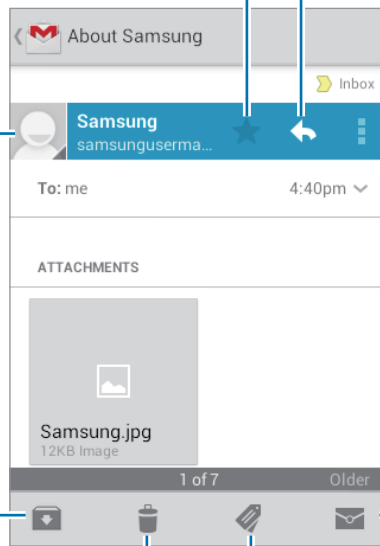 About Samsung
Inbox
Samsung
samsunguserma...
To: me
4:40pm
ATTACHMENTS
Samsung.jpg
12KB Image
1 of 7
Older